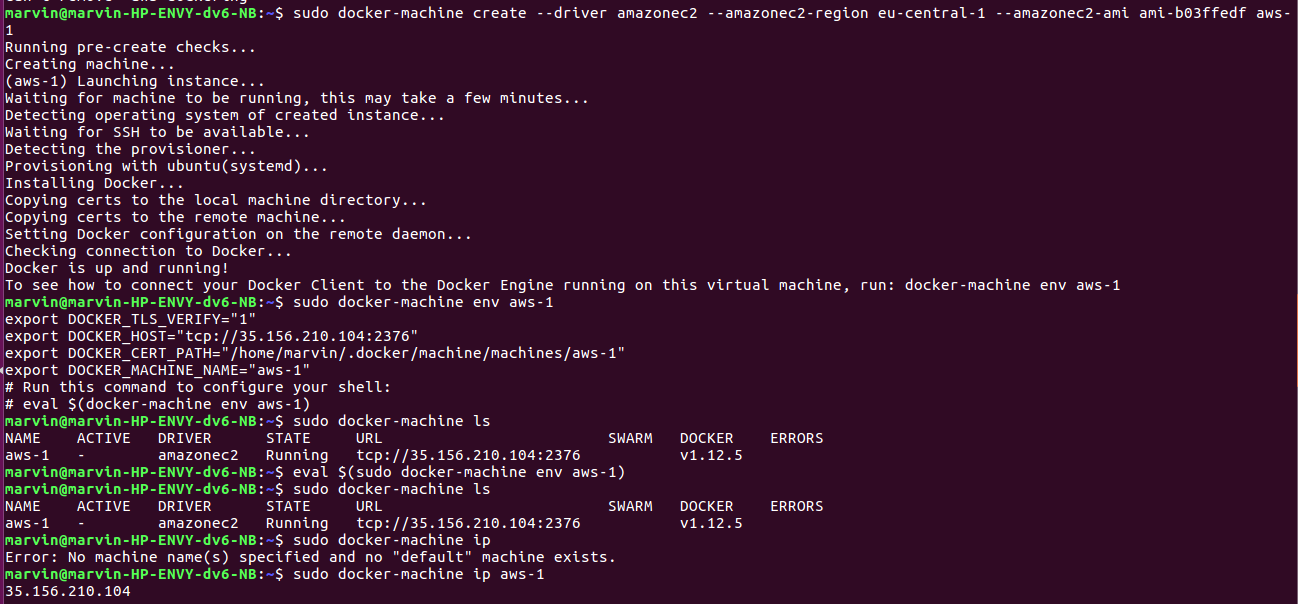 marvin@marvin-HP-ENVY-dv6-NB:~$ sudo docker-machine create --driver amazonec2 --amazonec2-region eu-central-1 --amazonec2-ami ami-b03ffedf aws-
1
Running pre-create checks...
Creating machine...
(aws-1) Launching instance...
Waiting for machine to be running, this may take a few minutes...
Detecting operating system of created instance...
Waiting for SSH to be available...
Detecting the provisioner...
Provisioning with ubuntu(systemd)...
Installing Docker...
Copying certs to the local machine directory...
Copying certs to the remote machine...
Setting Docker configuration on the remote daemon...
Checking connection to Docker...
Docker is up and running!
To see how to connect your Docker Client to the Docker Engine running on this virtual machine, run: docker-machine env aws-1
marvin@marvin-HP-ENVY-dv6-NB:~$ sudo docker-machine env aws-1
export DOCKER_TLS_VERIFY="1"
export DOCKER_HOST="tcp://35.156.210.104:2376"
export DOCKER_CERT_PATH="/home/marvin/.docker/machine/machines/aws-1"
export DOCKER_MACHINE_NAME="aws-1"
# Run this command to configure your shell:
# eval $(docker-machine env aws-1)
marvin@marvin-HP-ENVY-dv6-NB:~$ sudo docker-machine ls
NAME    ACTIVE   DRIVER      STATE     URL                         SWARM   DOCKER    ERRORS
aws-1   -        amazonec2   Running   tcp://35.156.210.104:2376           v1.12.5
marvin@marvin-HP-ENVY-dv6-NB:~$ eval $(sudo docker-machine env aws-1)
marvin@marvin-HP-ENVY-dv6-NB:~$ sudo docker-machine ls
NAME    ACTIVE   DRIVER      STATE     URL                         SWARM   DOCKER    ERRORS
aws-1   -        amazonec2   Running   tcp://35.156.210.104:2376           v1.12.5
marvin@marvin-HP-ENVY-dv6-NB:~$ sudo docker-machine ip
Error: No machine name(s) specified and no "default" machine exists.
marvin@marvin-HP-ENVY-dv6-NB:~$ sudo docker-machine ip aws-1
35.156.210.104